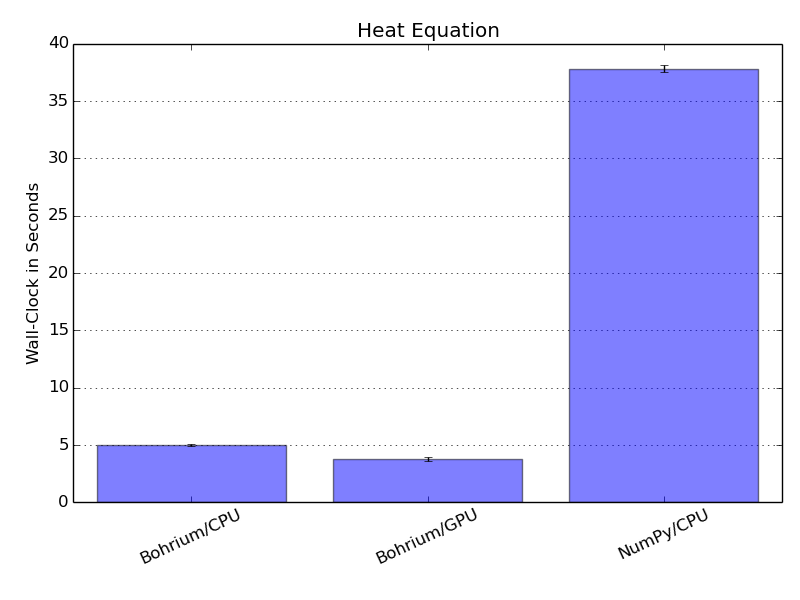 Heat Equation
40
35
30
25
20
15
10
5
0
Wall-Clock in Seconds
Bohrium/CPU
Bohrium/GPU
NumPy/CPU